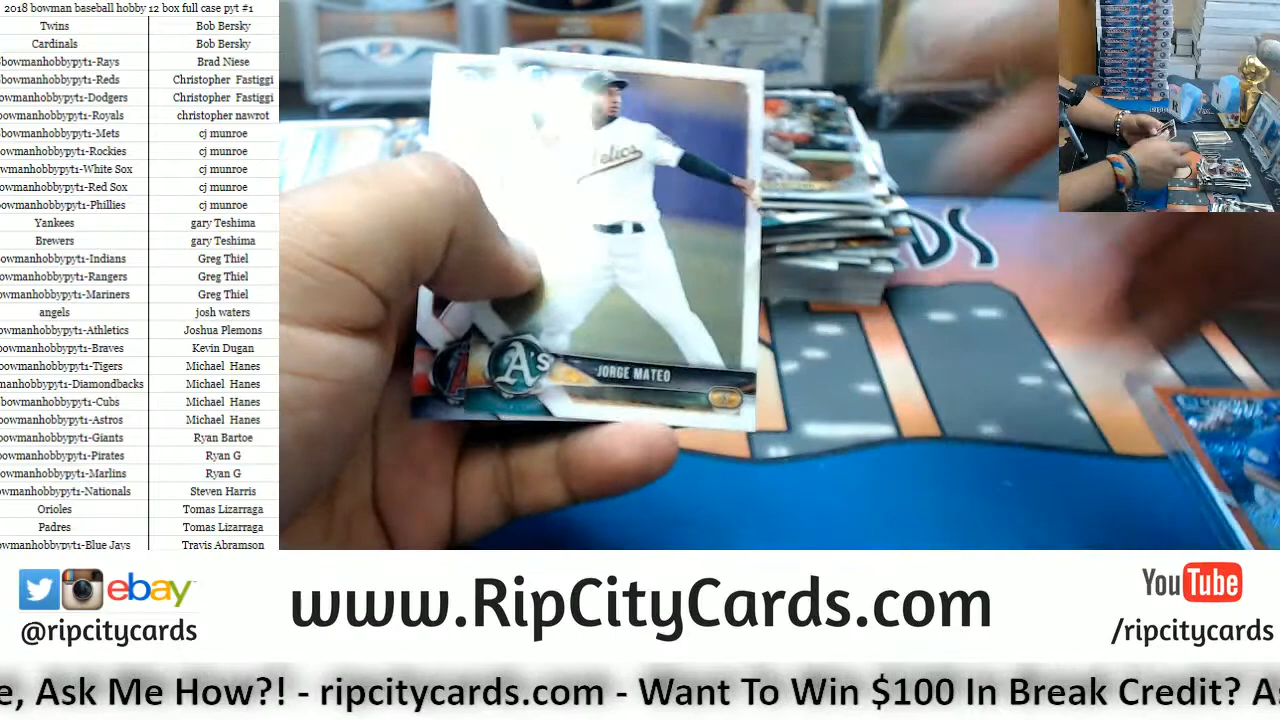 2018 bowman baseball hobby 12 box full case pyt #1
Twins Bob Bersky
Cardinals Bob Bersky
bowmanhobbypyt1-Rays Brad Niese
bowmanhobbypyt1-Reds Christopher Fastiggi
owmanhobbypyt1-Dodgers Christopher Fastiggi
owmanhobbypyt1-Royals christopher nawrot
bowmanhobbypyt1-Mets cj munroe
owmanhobbypyt1-Rockies cj munroe
wmanhobbypyt1-White Sox cj munroe
owmanhobbypyt1-Red Sox cj munroe
owmanhobbypyt1-Phillies cj munroe
Yankees gary Teshima
Brewers gary Teshima
owmanhobbypyt1-Indians Greg Thiel
owmanhobbypyt1-Rangers Greg Thiel
owmanhobbypyt1-Mariners Greg Thiel
angels josh waters
owmanhobbypyt1-Athletics Joshua Plemons
owmanhobbypyt1-Braves Kevin Dugan
owmanhobbypyt1-Tigers Michael Hanes
manhobbypyt1-Diamondbacks Michael Hanes
bowmanhobbypyt1-Cubs Michael Hanes
owmanhobbypyt1-Astros Michael Hanes
owmanhobbypyt1-Giants Ryan Bartoe
owmanhobbypyt1-Pirates Ryan G
owmanhobbypyt1-Marlins Ryan G
wmanhobbypyt1-Nationals Steven Harris
Orioles Tomas Lizarraga
Padres Tomas Lizarraga
owmanhobbypyt1-Blue Jays Travis Abramson
A's
JORGE MATEO
DS
ebay
@ripcitycards
www.RipCityCards.com
YouTube
/ripcitycards
e, Ask Me How?! - ripcitycards.com - Want To Win $100 In Break Credit? As